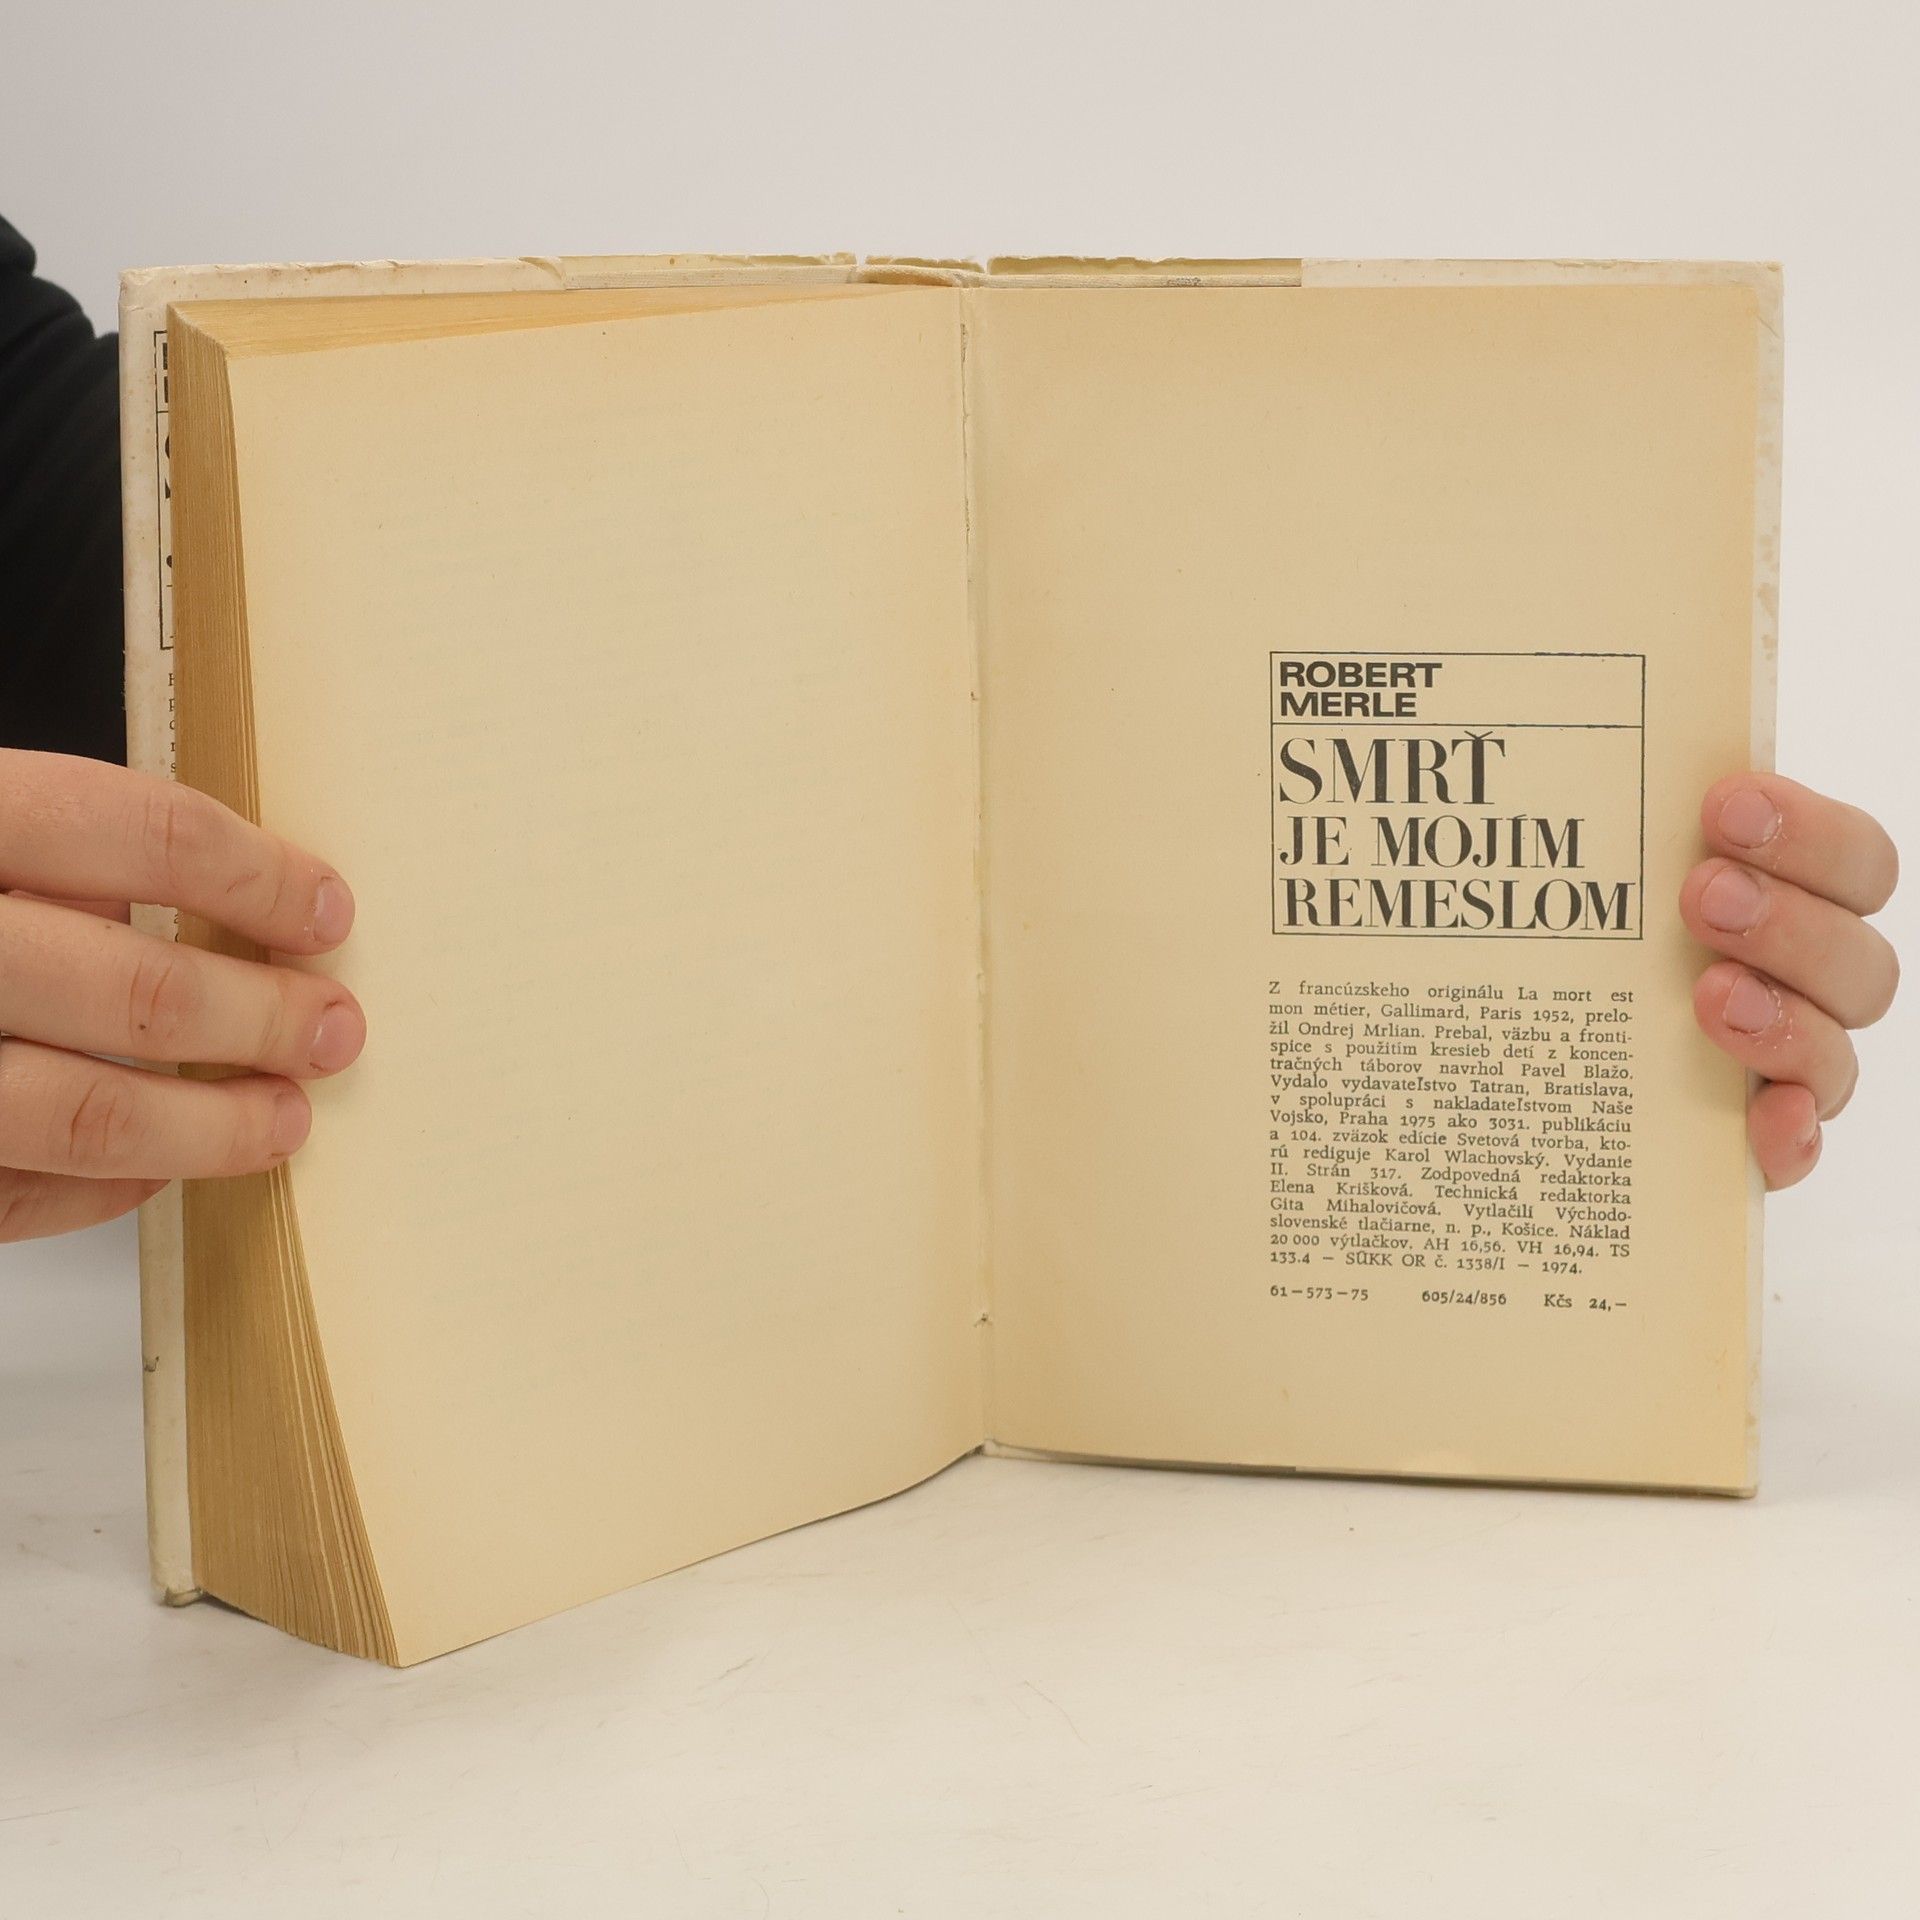 ROBERT
MERLE
SMRŤ
JE MOJÍM
REMESLOM
Z francúzskeho originálu La mort est
mon métier, Gallimard, Paris 1952, prelo-
žil Ondrej Mrlian. Prebal, väzbu a fronti-
spice s použitím kresieb detí z koncen-
tračných táborov navrhol Pavel Blažo.
Vydalo vydavateľstvo Tatran, Bratislava,
v spolupráci s nakladateľstvom Naše
Vojsko, Praha 1975 ako 3031. publikáciu
a 104. zväzok edície Svetová tvorba, kto-
rú rediguje Karol Wlachovský. Vydanie
II. Strán 317. Zodpovedná redaktorka
Elena Krišková. Technická redaktorka
Gita Mihalovičová. Vytlačili Východo-
slovenské tlačiarne, n. p., Košice. Náklad
20 000 výtlačkov. AH 16,56. VH 16,94. TS
133.4 — SÚKK OR č. 1338/I — 1974.
61—573—75 605/24/856 Kčs 24,—